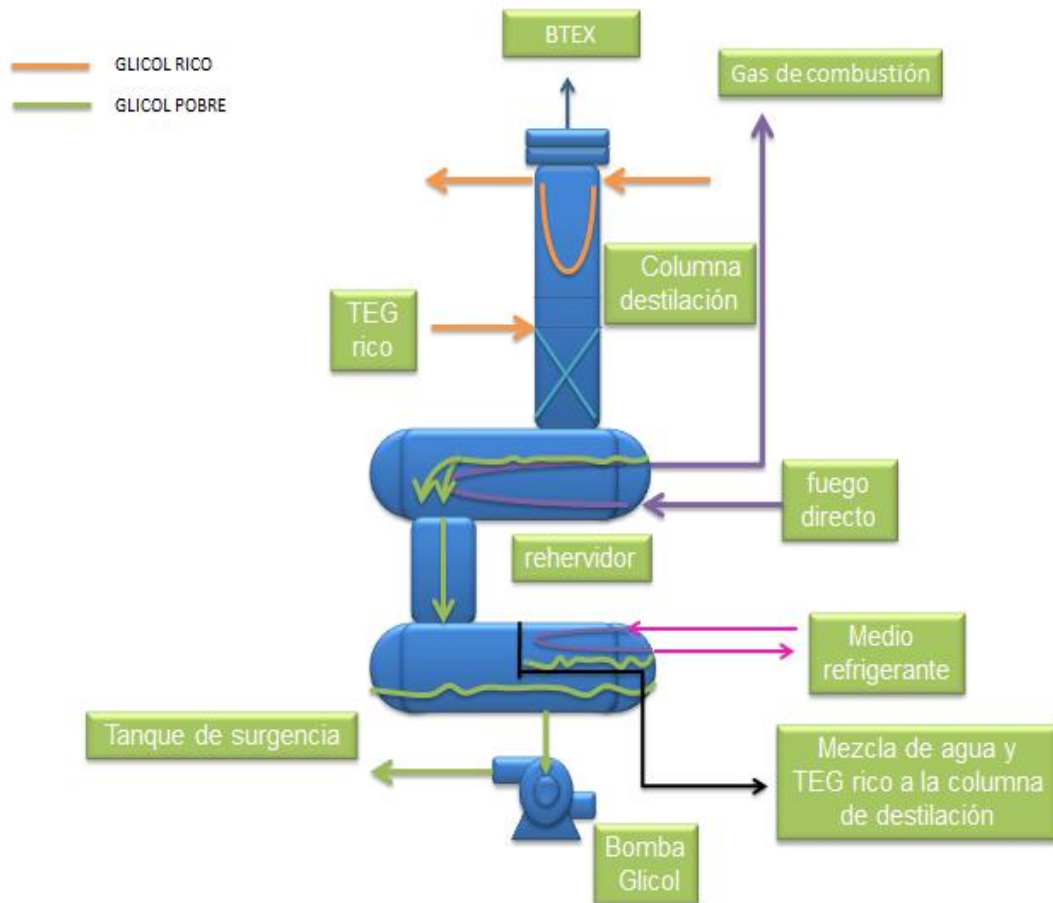 BTEX
Gas de combustión
GLICOL RICO
GLICOL POBRE
Columna
destilación
TEG
rico
fuego
directo
rehervidor
Medio
refrigerante
Tanque de surgencia
Mezcla de agua y
TEG rico a la columna
de destilación
Bomba
Glicol